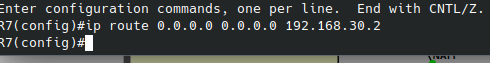 Enter configuration commands, one per line.  End with CNTL/Z.
R7(config)#ip route 0.0.0.0 0.0.0.0 192.168.30.2
R7(config)#